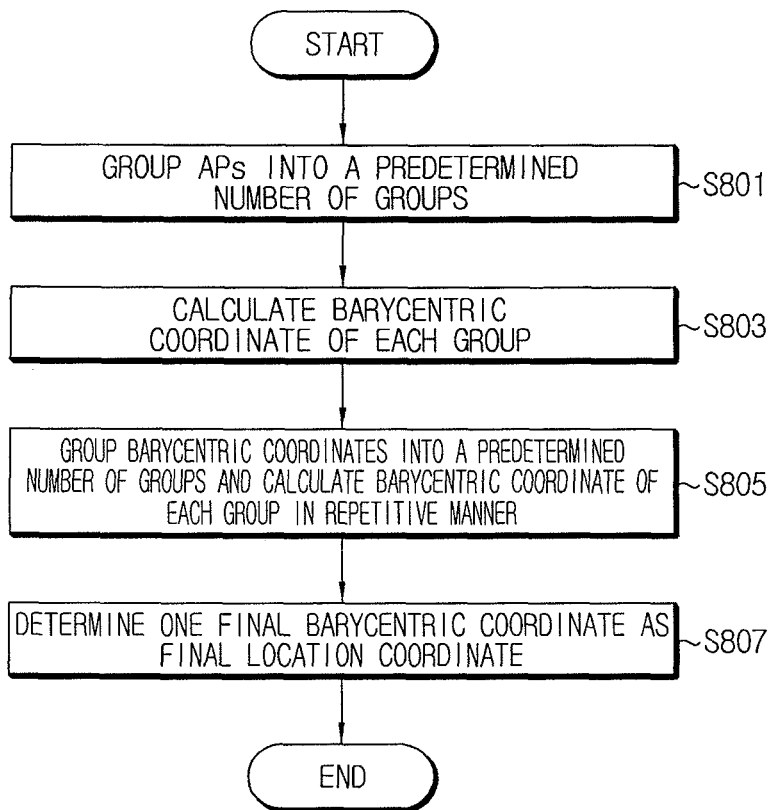 START
GROUP APs INTO A PREDETERMINED
NUMBER OF GROUPS
~S801
CALCULATE BARYCENTRIC
COORDINATE OF EACH GROUP
~S803
GROUP BARYCENTRIC COORDINATES INTO A PREDETERMINED
NUMBER OF GROUPS AND CALCULATE BARYCENTRIC COORDINATE OF
EACH GROUP IN REPETITIVE MANNER
~S805
DETERMINE ONE FINAL BARYCENTRIC COORDINATE AS
FINAL LOCATION COORDINATE
~S807
END